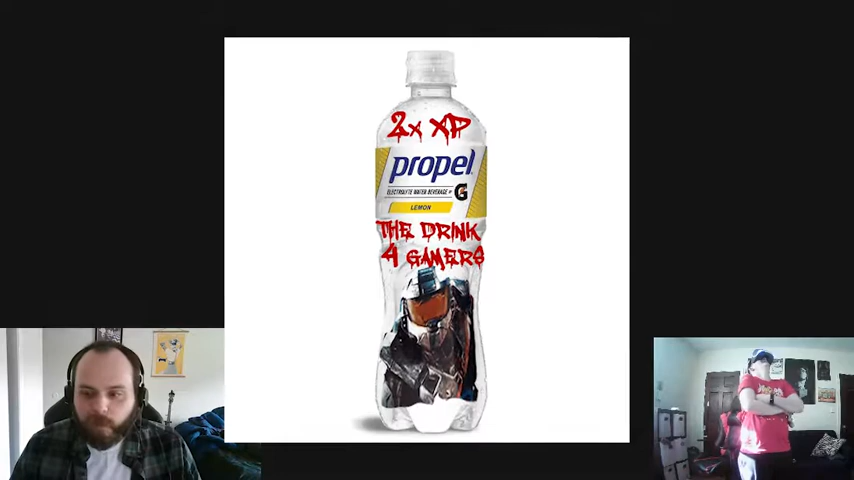 2x XP
propel
ELECTROLYTE WATER BEVERAGE
G
LEMON
THE DRINK
4 GAMERS